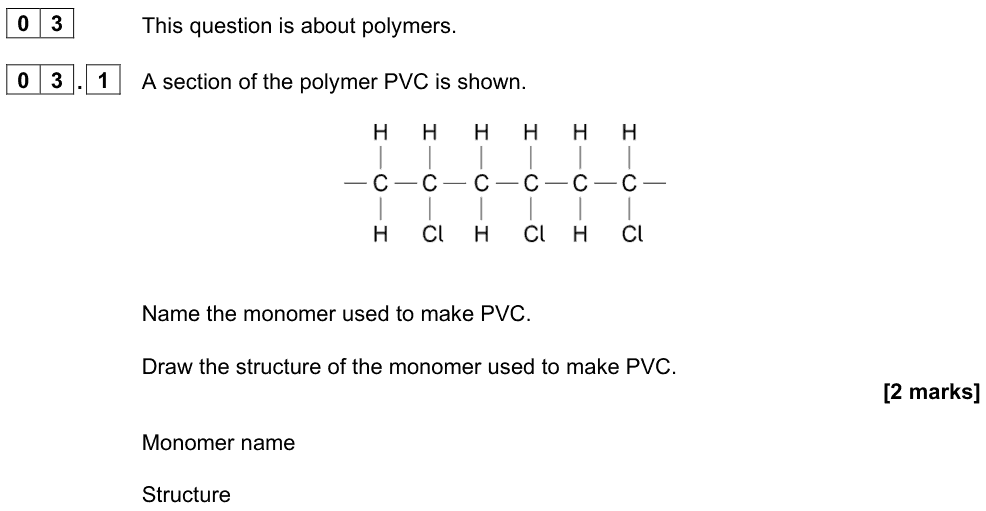 0 3 This question is about polymers.
0 3 . 1 A section of the polymer PVC is shown.
H H H H H H
C C C C C C
H Cl H Cl H Cl
Name the monomer used to make PVC.
Draw the structure of the monomer used to make PVC.
[2 marks]
Monomer name
Structure